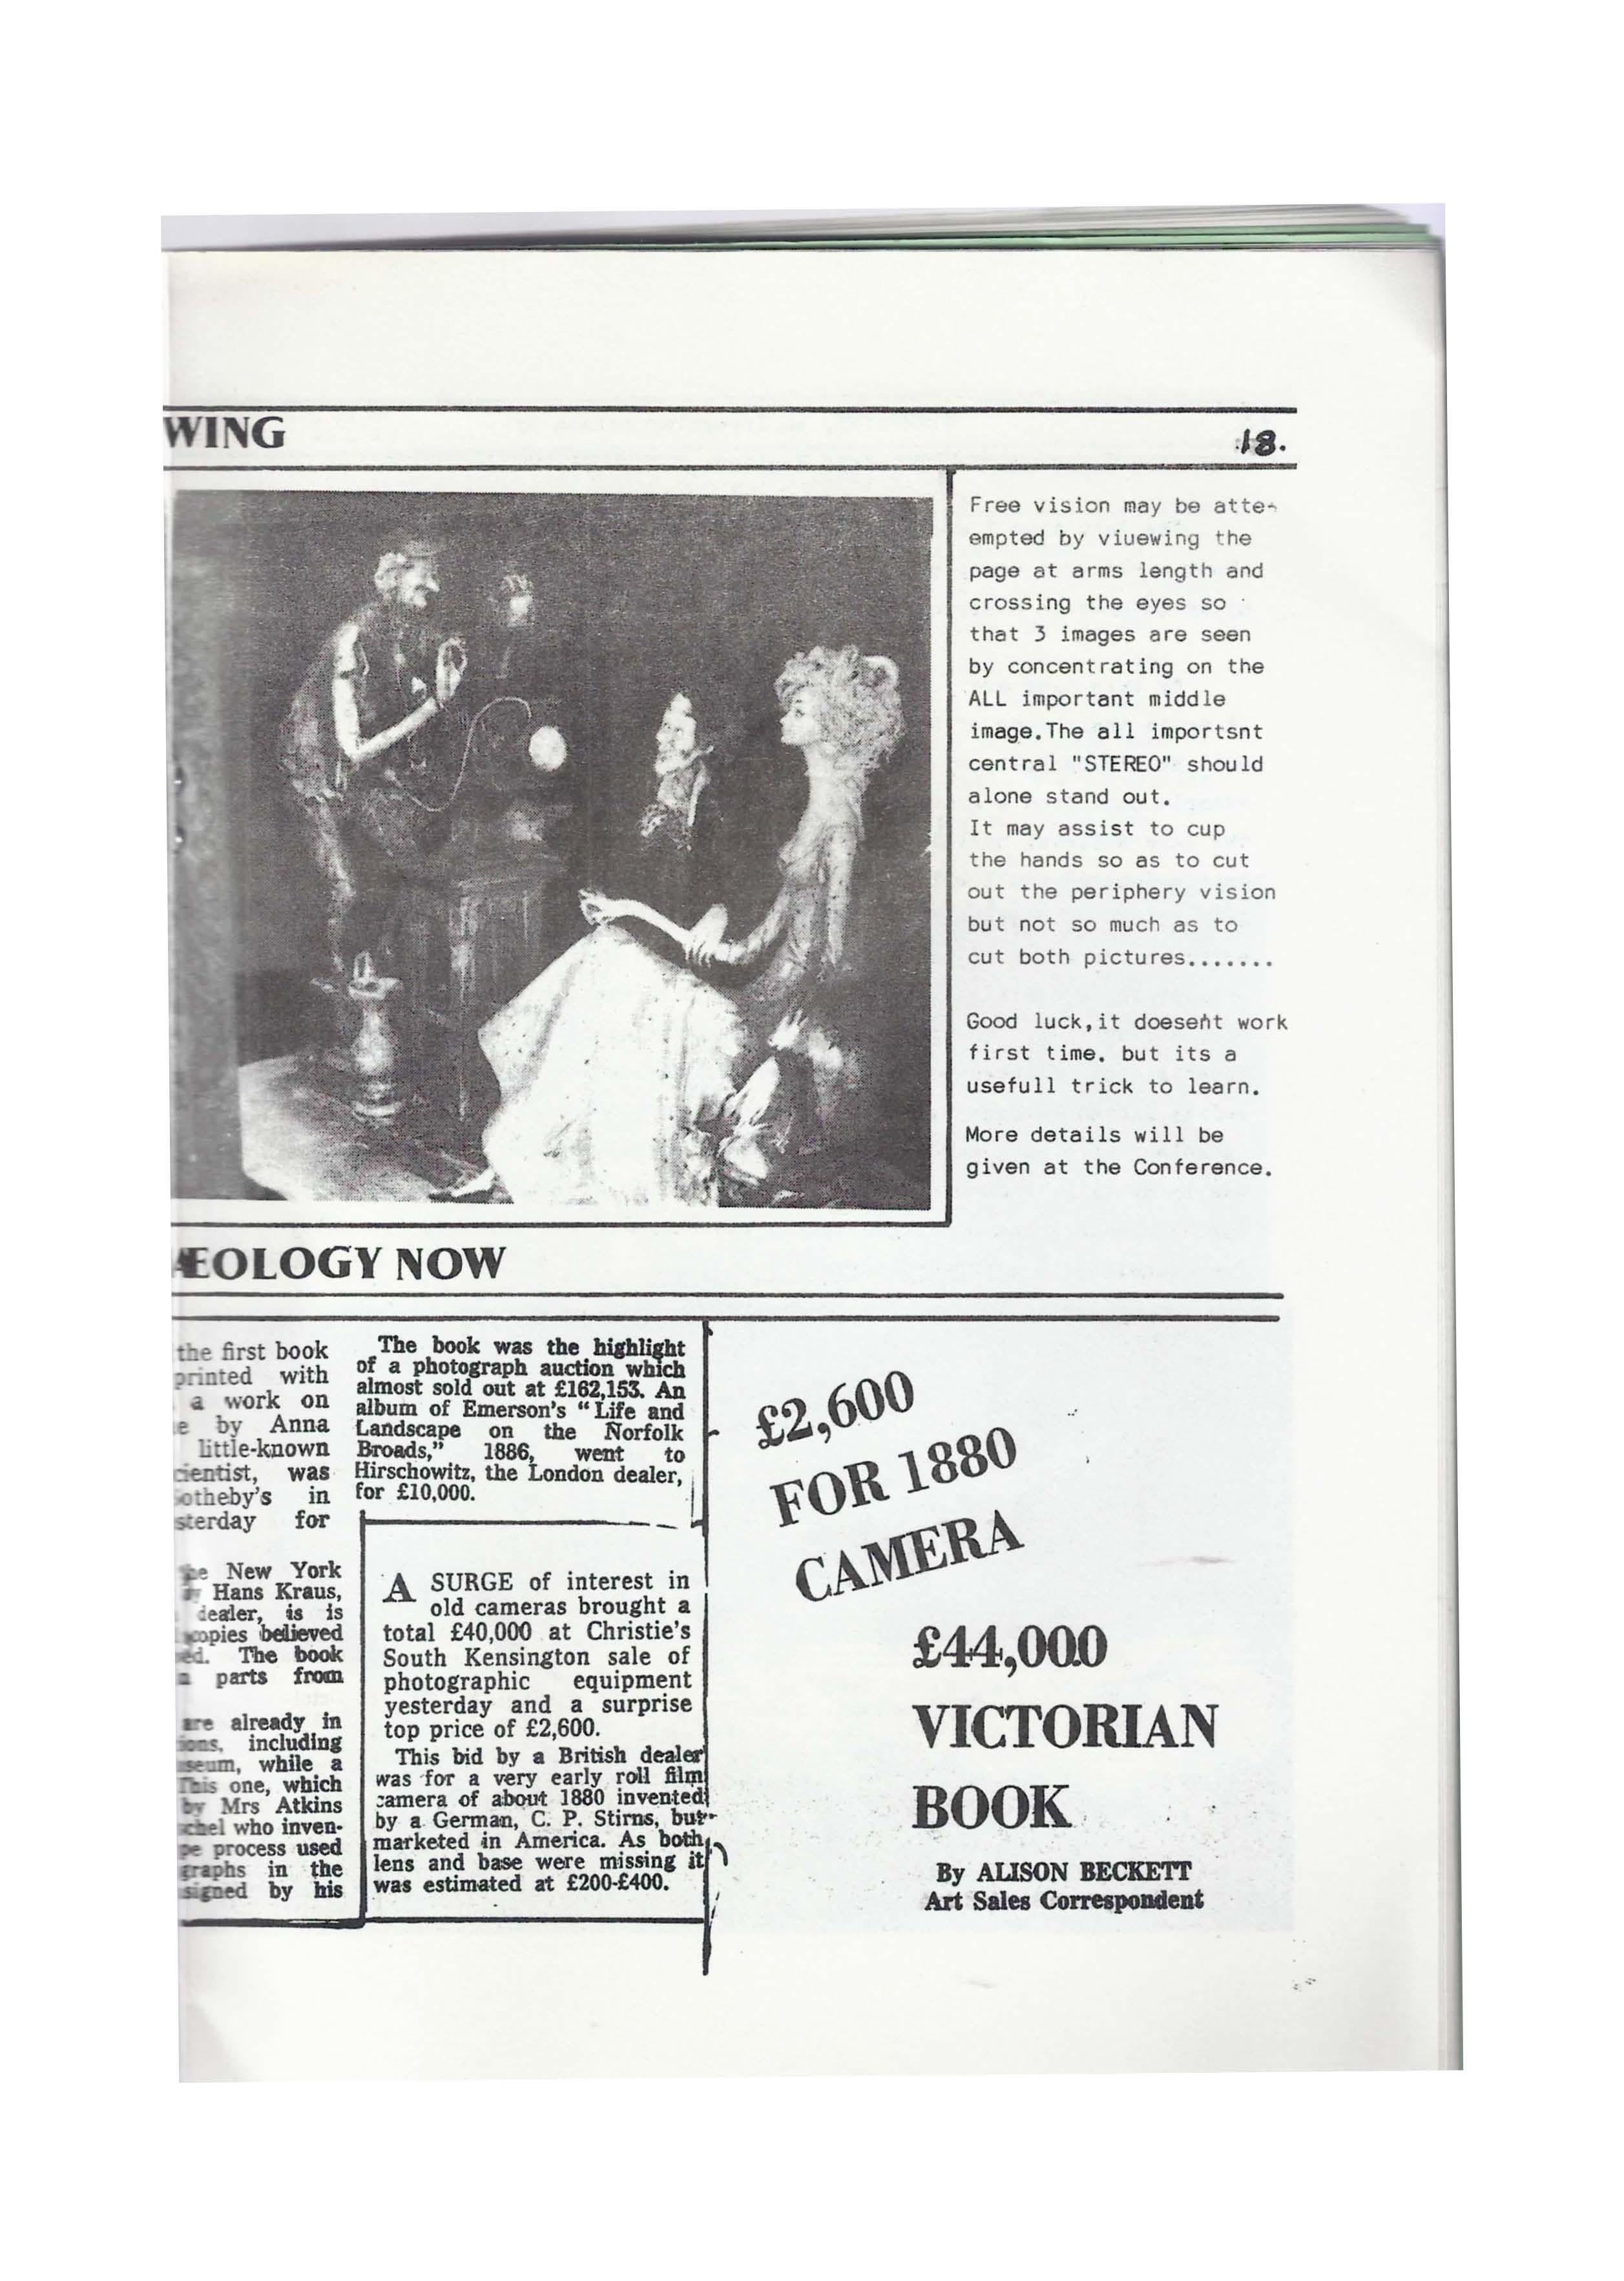 WING
18.
Free vision may be atte-
empted by viuewing the
page at arms length and
crossing the eyes so
that 3 images are seen
by concentrating on the
ALL important middle
image.The all importsnt
central "STEREO" should
alone stand out.
It may assist to cup
the hands so as to cut
out the periphery vision
but not so much as to
cut both pictures.......
Good luck,it doesent work
first time. but its a
usefull trick to learn.
More details will be
given at the Conference.
ÆOLOGY NOW
the first book
printed with
a work on
e by Anna
little-known
cientist, was
otheby's in
sterday for
New York
Hans Kraus,
dealer, is is
copies believed
ed. The book
parts from
are already in
ions, including
seum, while a
This one, which
by Mrs Atkins
schel who inven-
pe process used
graphs in the
signed by his
The book was the highlight
of a photograph auction which
almost sold out at £162,153. An
album of Emerson's "Life and
Landscape on the Norfolk
Broads," 1886, went to
Hirschowitz, the London dealer,
for £10,000.
A SURGE of interest in
old cameras brought a
total £40,000 at Christie's
South Kensington sale of
photographic equipment
yesterday and a surprise
top price of £2,600.
This bid by a British dealer
was for a very early roll film
camera of about 1880 invented
by a German, C. P. Stirns, but
marketed in America. As both
lens and base were missing it
was estimated at £200-£400.
£2,600
FOR 1880
CAMERA
£44,000
VICTORIAN
BOOK
By ALISON BECKETT
Art Sales Correspondent